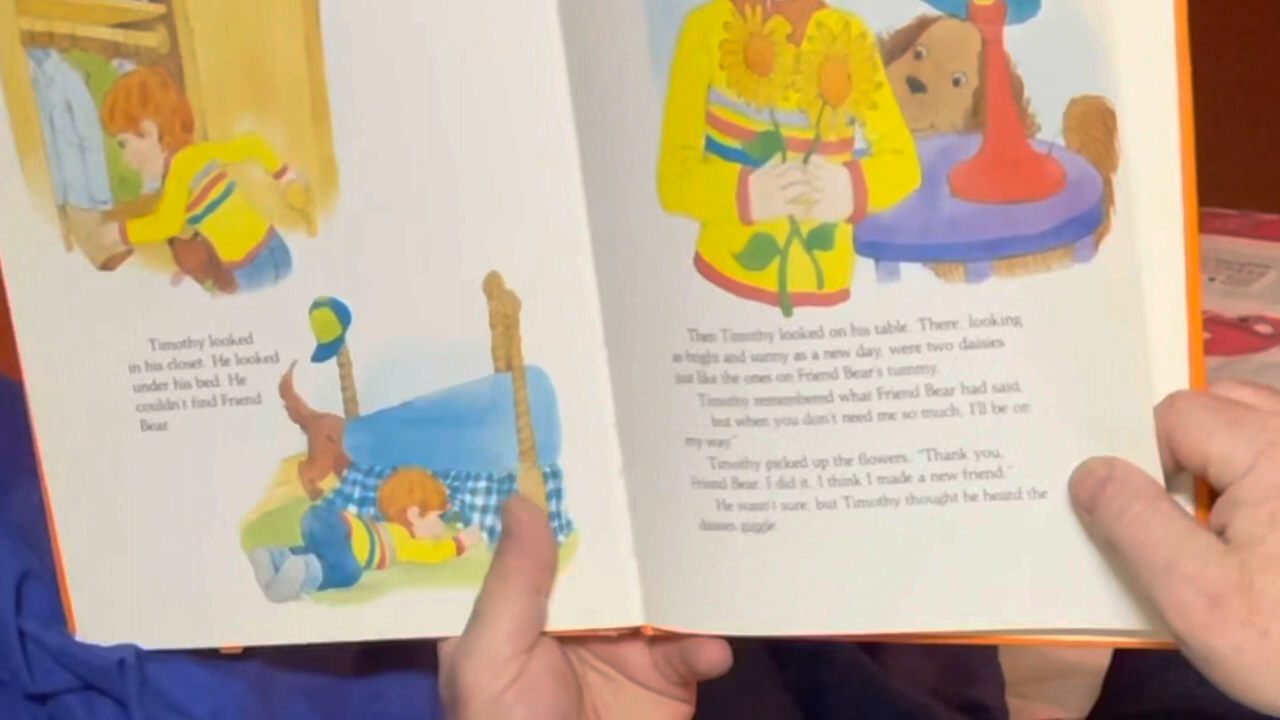 Timothy looked
in his closet. He looked
under his bed. He
couldn't find Friend
Bear.
Then Timothy looked on his table. There, looking
as bright and sunny as a new day, were two daisies
just like the ones on Friend Bear's tummy.
Timothy remembered what Friend Bear had said,
but when you don't need me so much, I'll be on
my way."
Timothy picked up the flowers. "Thank you,
Friend Bear. I did it. I think I made a new friend."
He wasn't sure, but Timothy thought he heard the
daisies giggle.